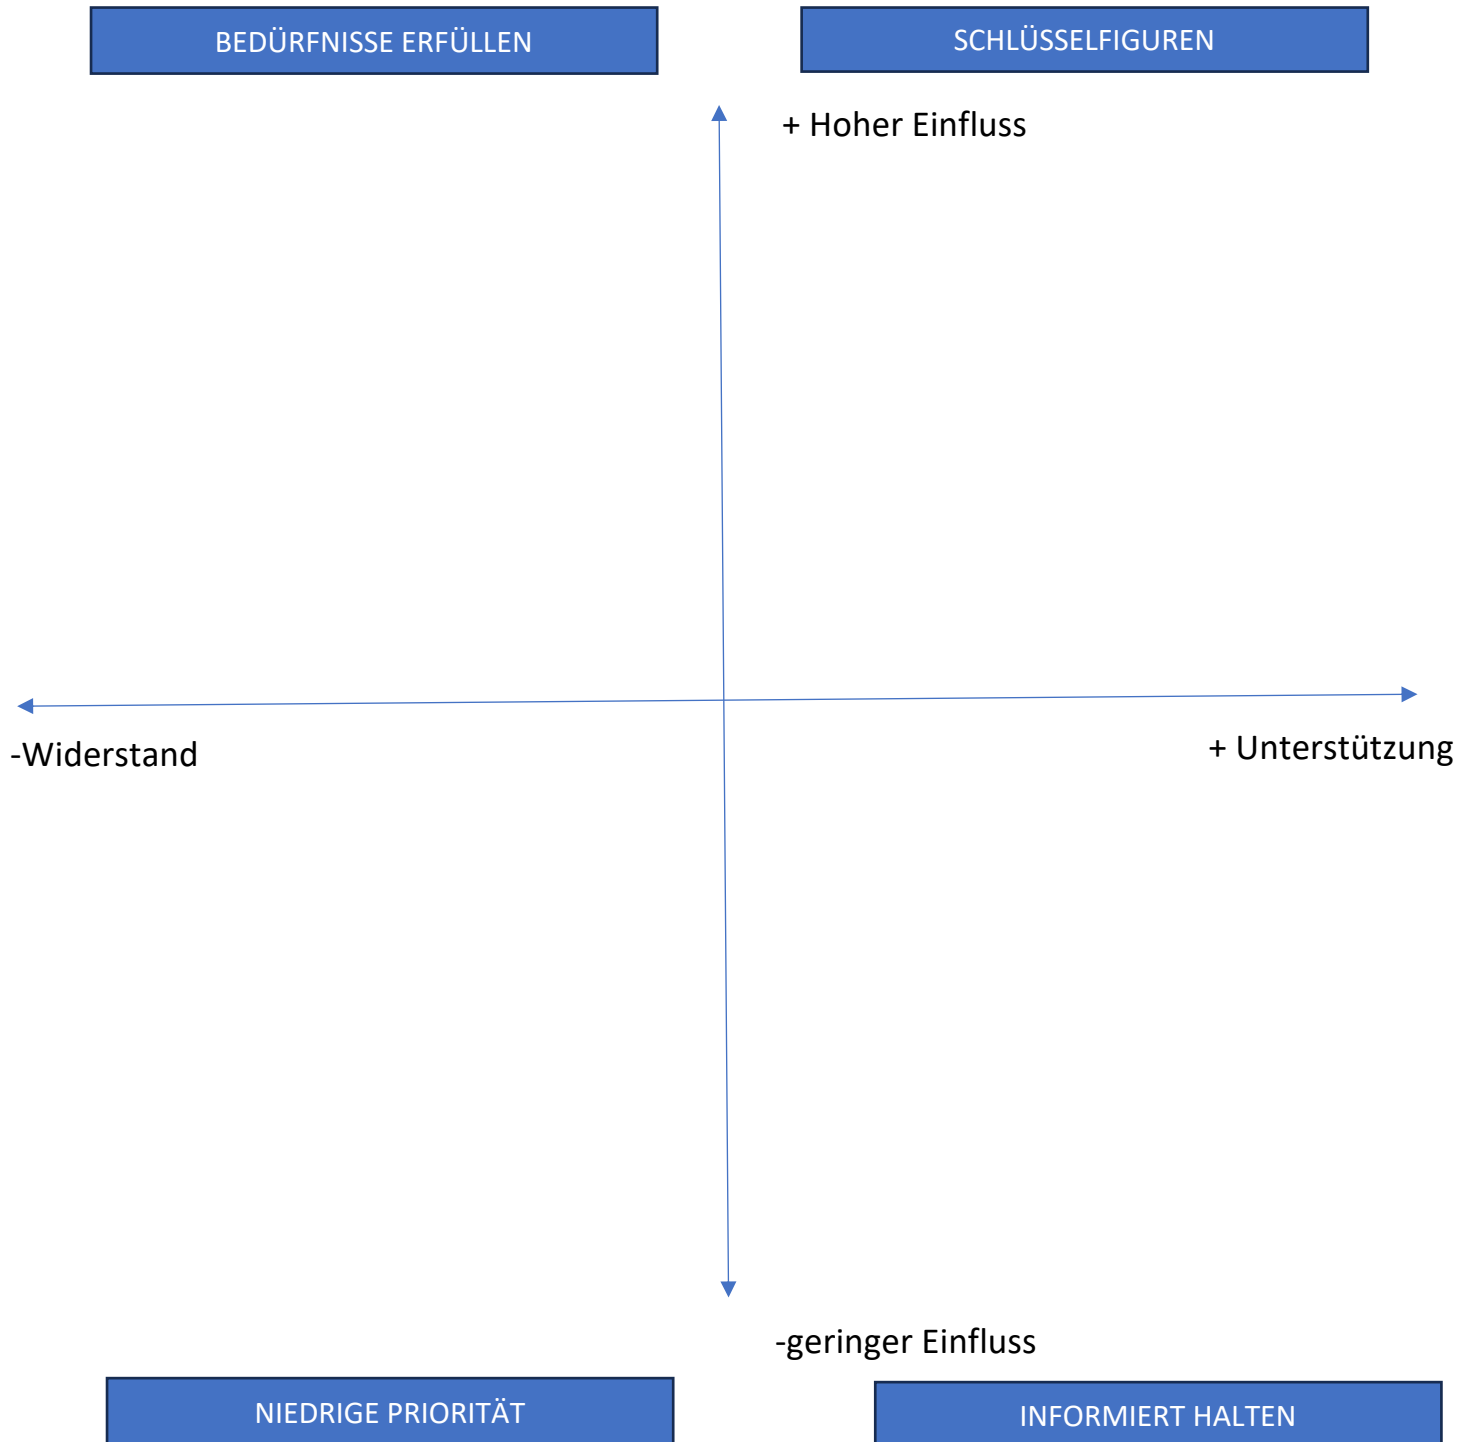 BEDÜRFNISSE ERFÜLLEN
SCHLÜSSELFIGUREN
+ Hoher Einfluss
-Widerstand
+ Unterstützung
-geringer Einfluss
NIEDRIGE PRIORITÄT
INFORMIERT HALTEN